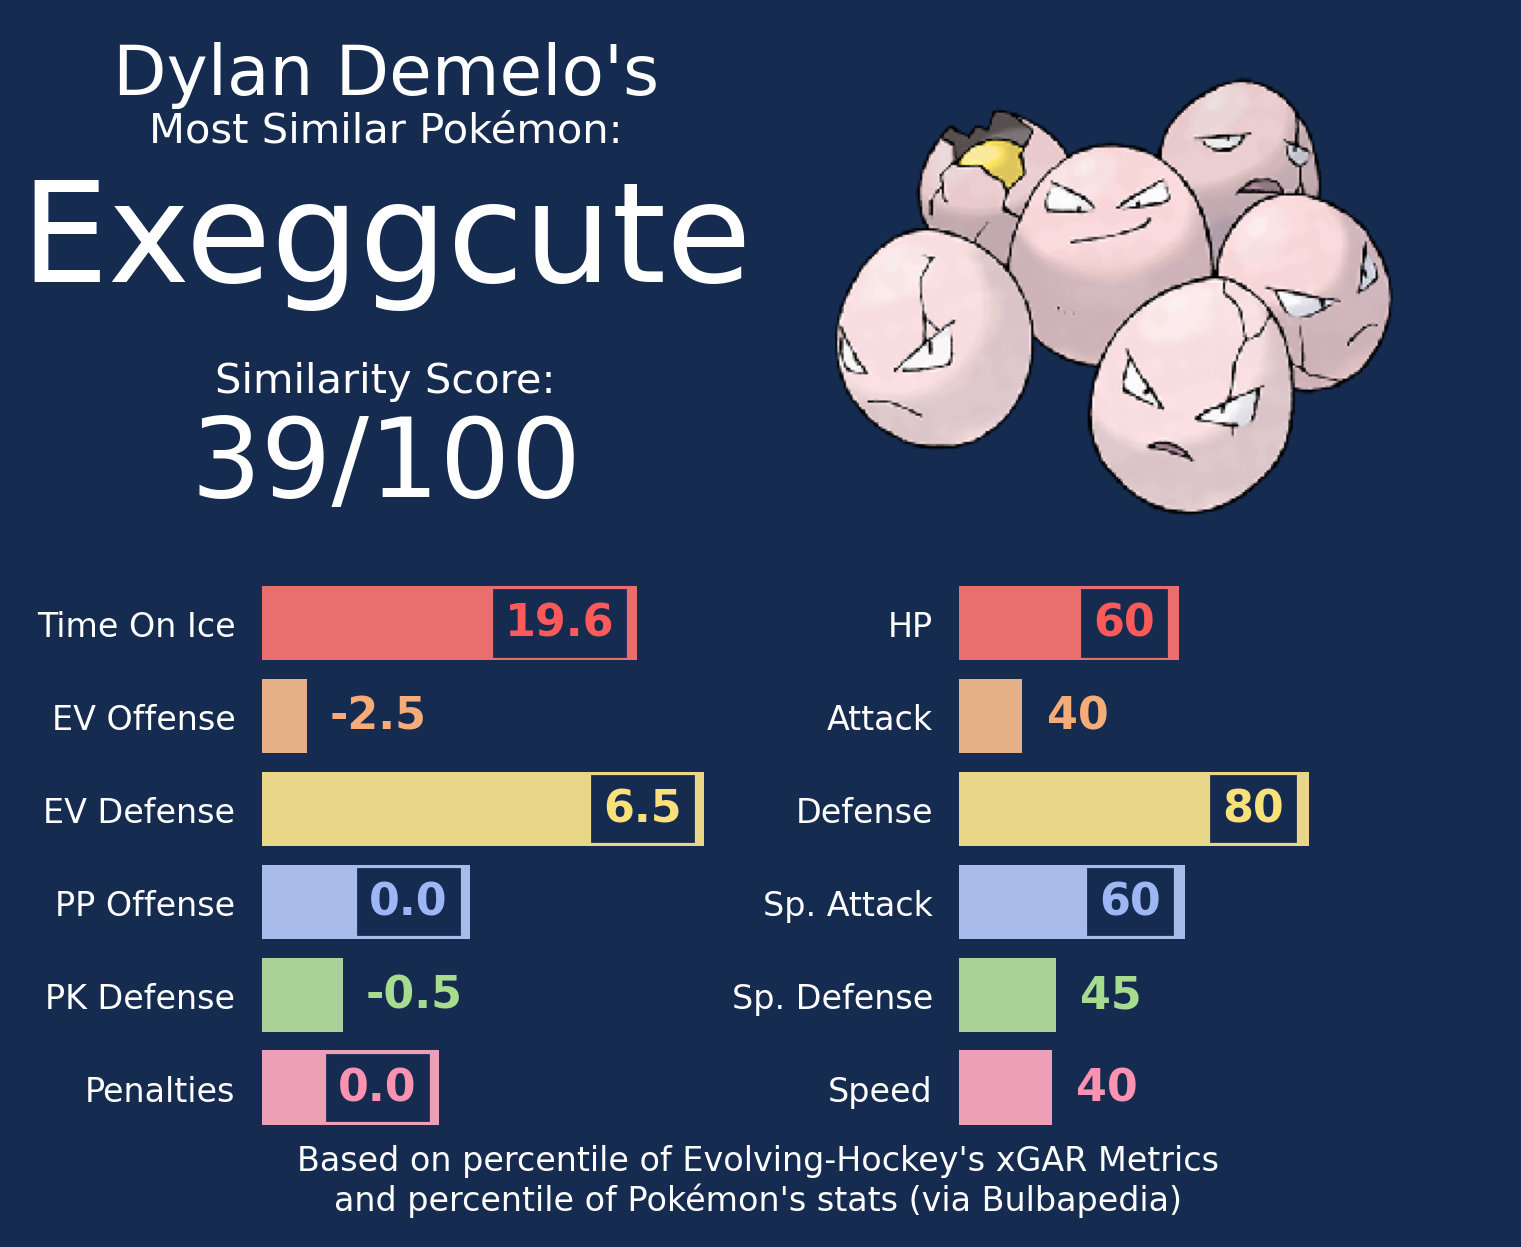 Dylan Demelo's
Most Similar Pokémon:
Exeggcute
Similarity Score:
39/100
Time On Ice 19.6
EV Offense -2.5
EV Defense 6.5
PP Offense 0.0
PK Defense -0.5
Penalties 0.0
HP 60
Attack 40
Defense 80
Sp. Attack 60
Sp. Defense 45
Speed 40
Based on percentile of Evolving-Hockey's xGAR Metrics
and percentile of Pokémon's stats (via Bulbapedia)